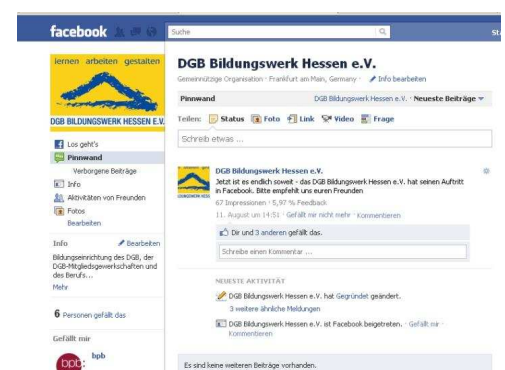 facebook
Suche
lernen arbeiten gestalten
DGB BILDUNGSWERK HESSEN E.V.
Los geht's
Pinnwand
Verborgene Beiträge
Info
Aktivitäten von Freunden
Fotos
Bearbeiten
Info
Bearbeiten
Bildungseinrichtung des DGB, der
DGB-Mitgliedsgewerkschaften und
des Berufs...
Mehr
6 Personen gefällt das
Gefällt mir
bpb:
bpb
DGB Bildungswerk Hessen e.V.
Gemeinnützige Organisation · Frankfurt am Main, Germany · Info bearbeiten
Pinnwand
DGB Bildungswerk Hessen e.V. · Neueste Beiträge
Teilen: Status Foto Link Video Frage
Schreib etwas ...
DGB Bildungswerk Hessen e.V.
Jetzt ist es endlich soweit - das DGB Bildungswerk Hessen e.V. hat seinen Auftritt
in Facebook. Bitte empfehlt uns euren Freunden
67 Impressionen · 5,97 % Feedback
11. August um 14:51 · Gefällt mir nicht mehr · Kommentieren
Dir und 3 anderen gefällt das.
Schreibe einen Kommentar ...
NEUESTE AKTIVITÄT
DGB Bildungswerk Hessen e.V. hat Gegründet geändert.
3 weitere ähnliche Meldungen
DGB Bildungswerk Hessen e.V. ist Facebook beigetreten. · Gefällt mir ·
Kommentieren
Es sind keine weiteren Beiträge vorhanden.